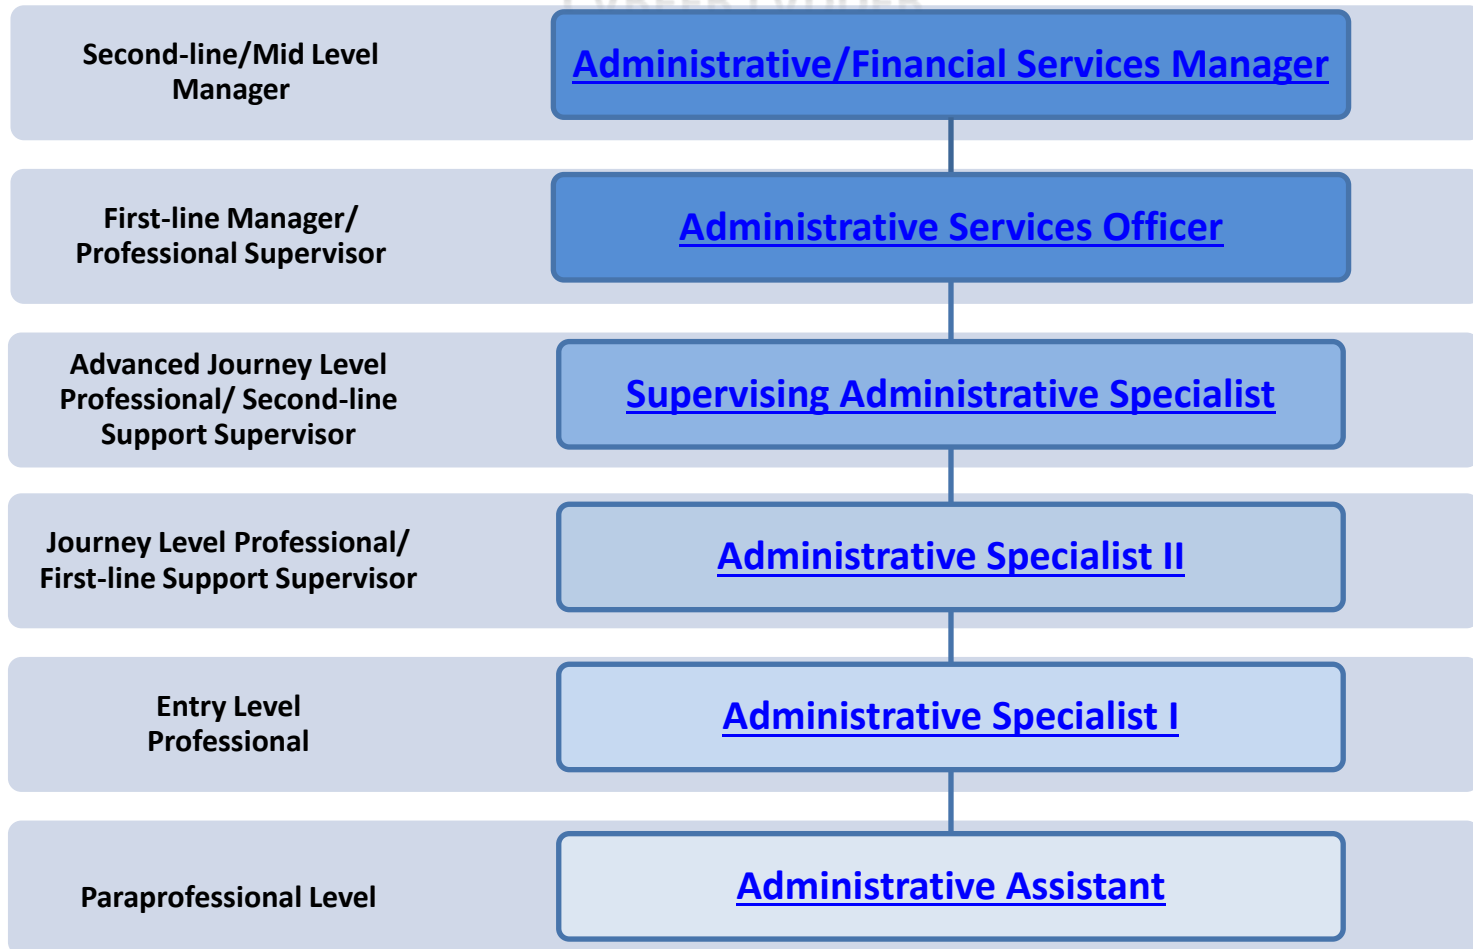 Second-line/Mid Level
Manager
Administrative/Financial Services Manager
First-line Manager/
Professional Supervisor
Administrative Services Officer
Advanced Journey Level
Professional/ Second-line
Support Supervisor
Supervising Administrative Specialist
Journey Level Professional/
First-line Support Supervisor
Administrative Specialist II
Entry Level
Professional
Administrative Specialist I
Paraprofessional Level
Administrative Assistant